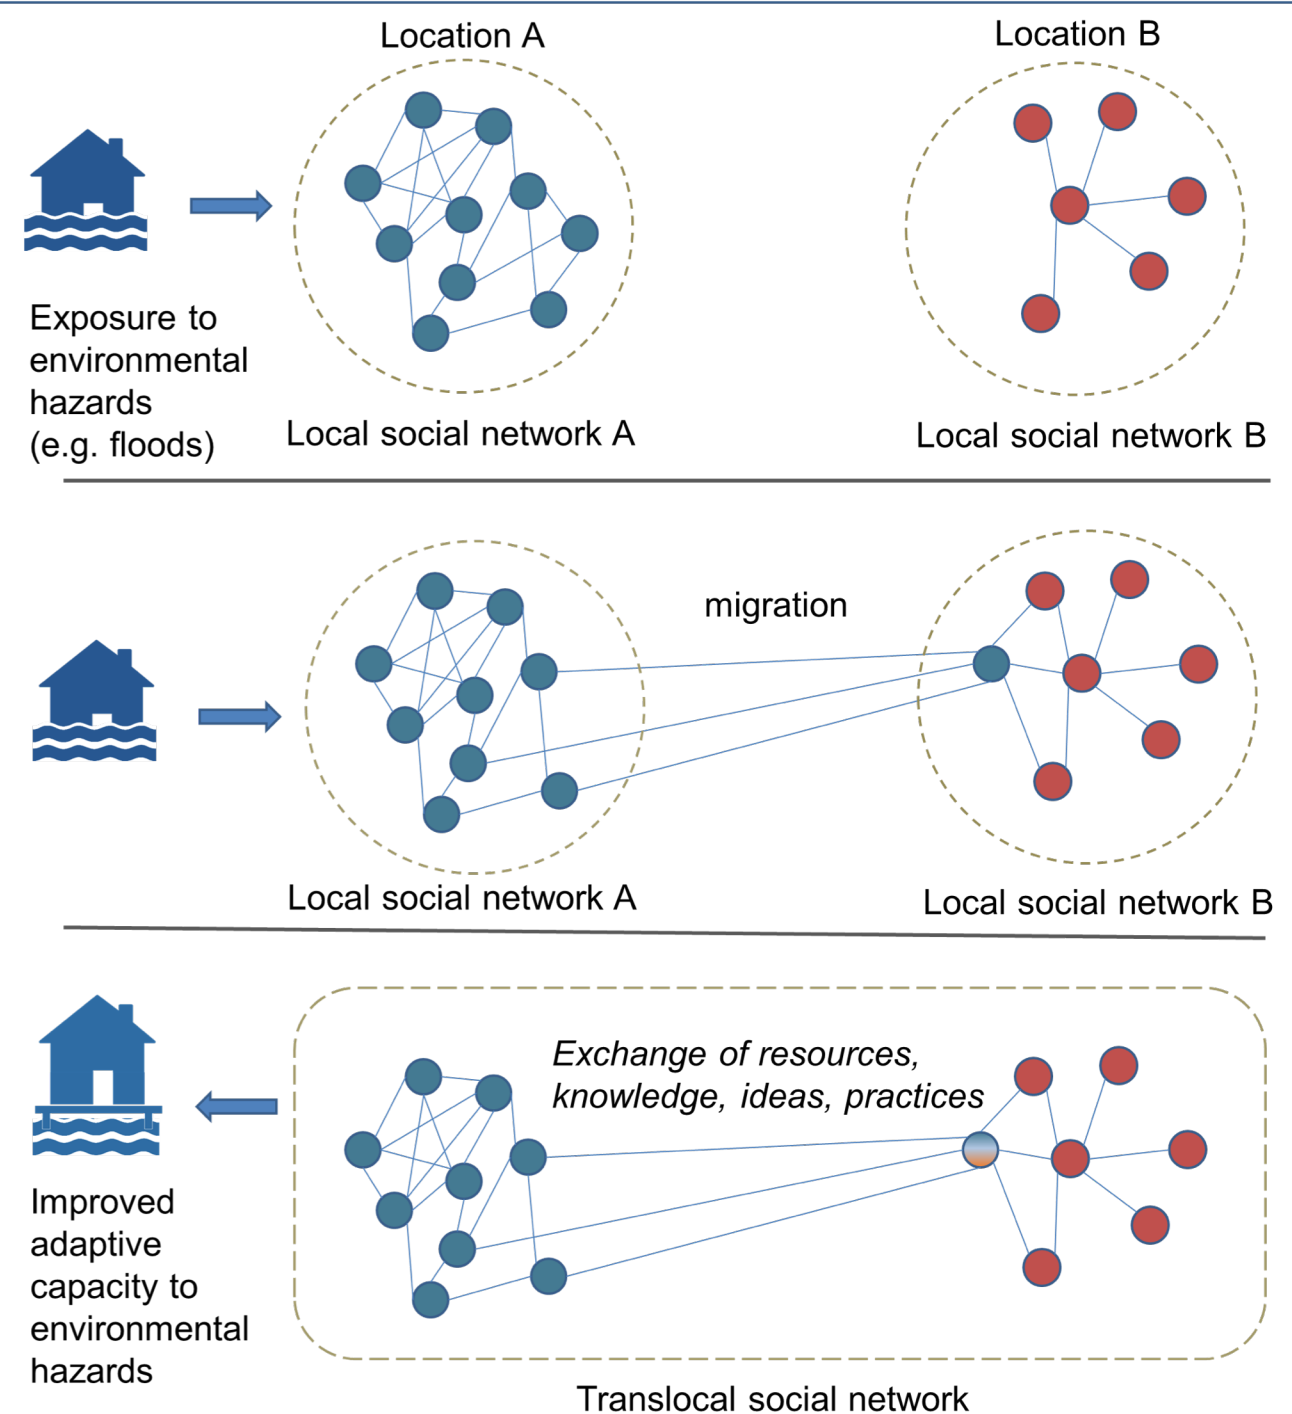 Location A
Location B
Exposure to
environmental
hazards
(e.g. floods)
Local social network A
Local social network B
migration
Local social network A
Local social network B
Exchange of resources,
knowledge, ideas, practices
Improved
adaptive
capacity to
environmental
hazards
Translocal social network